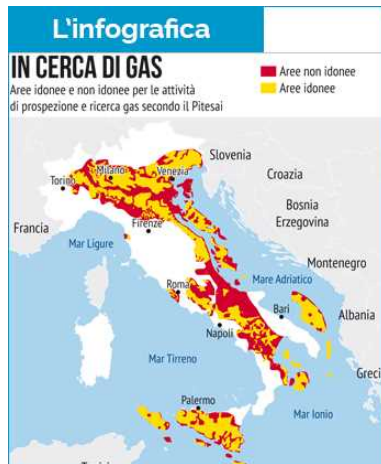 L'infografica
IN CERCA DI GAS
Aree idonee e non idonee per le attività
di prospezione e ricerca gas secondo il Pitesai
Aree non idonee
Aree idonee
Slovenia
Milano
Venezia
Torino
Croazia
Bosnia
Erzegovina
Francia
Firenze
Mar Ligure
Montenegro
Mare Adriatico
Roma
Bari
Albania
Napoli
Mar Tirreno
Greci
Palermo
Mar Ionio